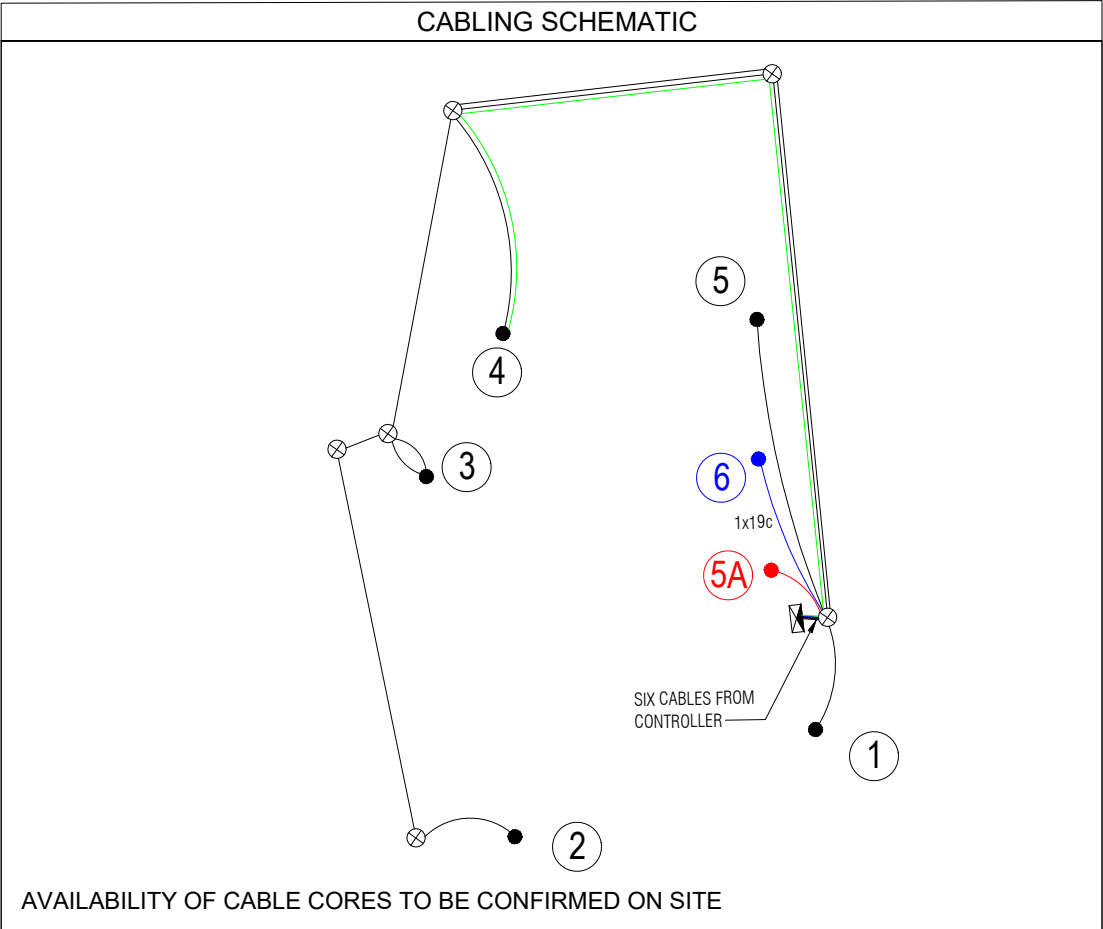 CABLING SCHEMATIC
5
4
3
6
1x19c
5A
SIX CABLES FROM
CONTROLLER
1
2
AVAILABILITY OF CABLE CORES TO BE CONFIRMED ON SITE